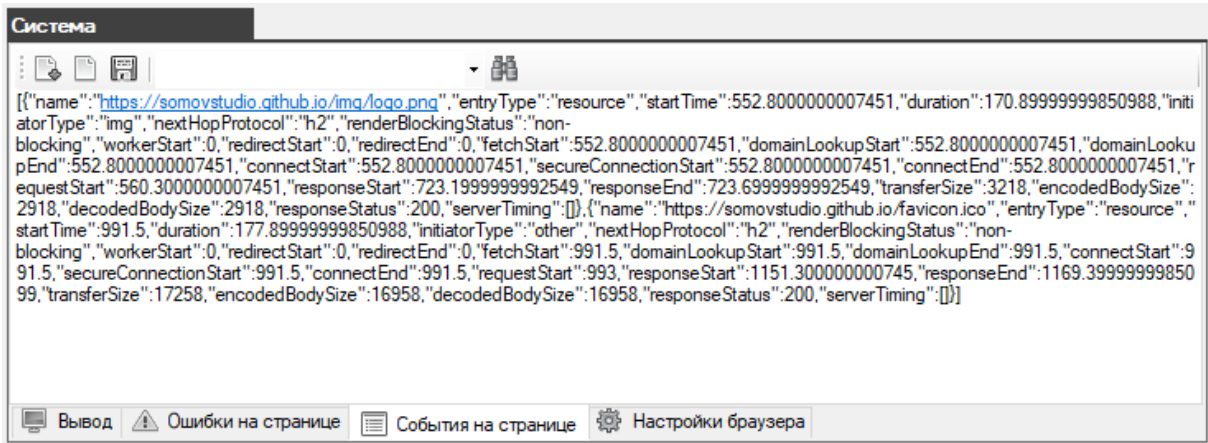 Система
[{"name":"https://somovstudio.github.io/img/logo.png","entryType":"resource","startTime":552.8000000007451,"duration":170.89999999850988,"initi
atorType":"img","nextHopProtocol":"h2","renderBlockingStatus":"non-
blocking","workerStart":0,"redirectStart":0,"redirectEnd":0,"fetchStart":552.8000000007451,"domainLookupStart":552.8000000007451,"domainLooku
pEnd":552.8000000007451,"connectStart":552.8000000007451,"secureConnectionStart":552.8000000007451,"connectEnd":552.8000000007451,"r
equestStart":560.3000000007451,"responseStart":723.1999999992549,"responseEnd":723.6999999992549,"transferSize":3218,"encodedBodySize":
2918,"decodedBodySize":2918,"responseStatus":200,"serverTiming":[]},{"name":"https://somovstudio.github.io/favicon.ico","entryType":"resource","
startTime":991.5,"duration":177.89999999850988,"initiatorType":"other","nextHopProtocol":"h2","renderBlockingStatus":"non-
blocking","workerStart":0,"redirectStart":0,"redirectEnd":0,"fetchStart":991.5,"domainLookupStart":991.5,"domainLookupEnd":991.5,"connectStart":9
91.5,"secureConnectionStart":991.5,"connectEnd":991.5,"requestStart":993,"responseStart":1151.300000000745,"responseEnd":1169.39999999850
99,"transferSize":17258,"encodedBodySize":16958,"decodedBodySize":16958,"responseStatus":200,"serverTiming":[]}]
Вывод Ошибки на странице События на странице Настройки браузера